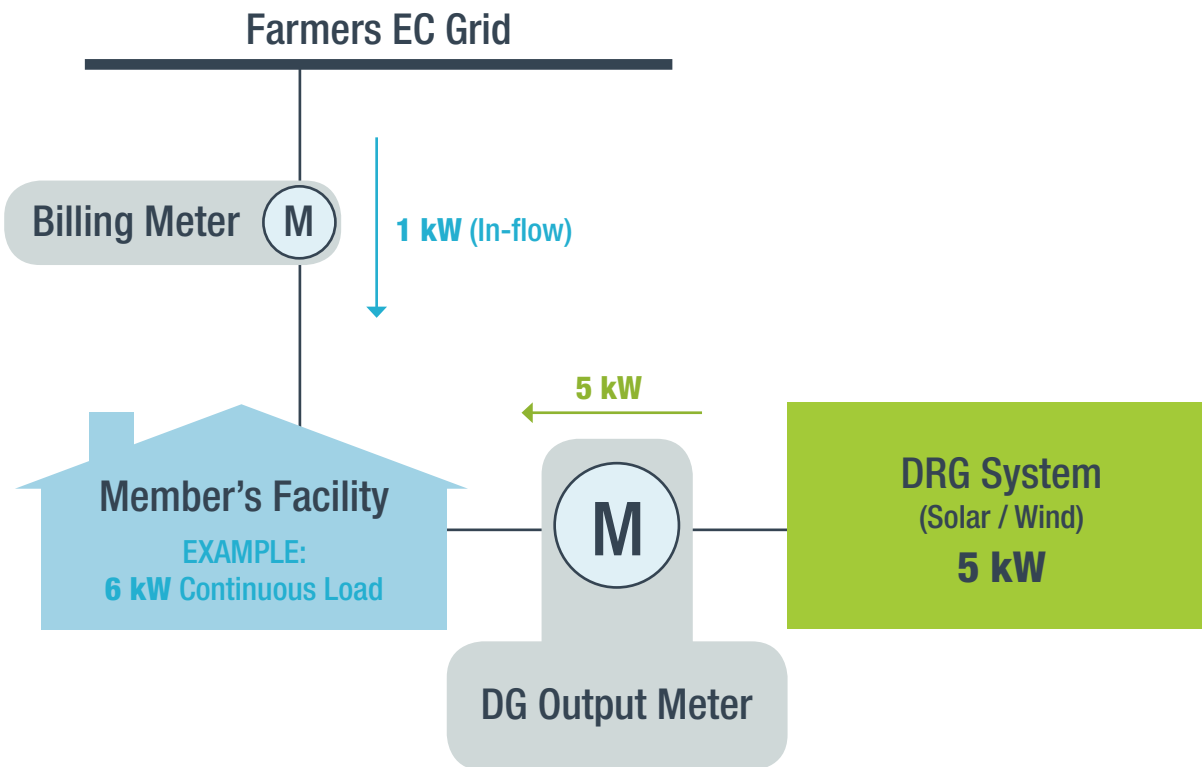 Farmers EC Grid
Billing Meter
M
1 kW (In-flow)
5 kW
Member’s Facility
EXAMPLE:
6 kW Continuous Load
M
DG Output Meter
DRG System
(Solar / Wind)
5 kW